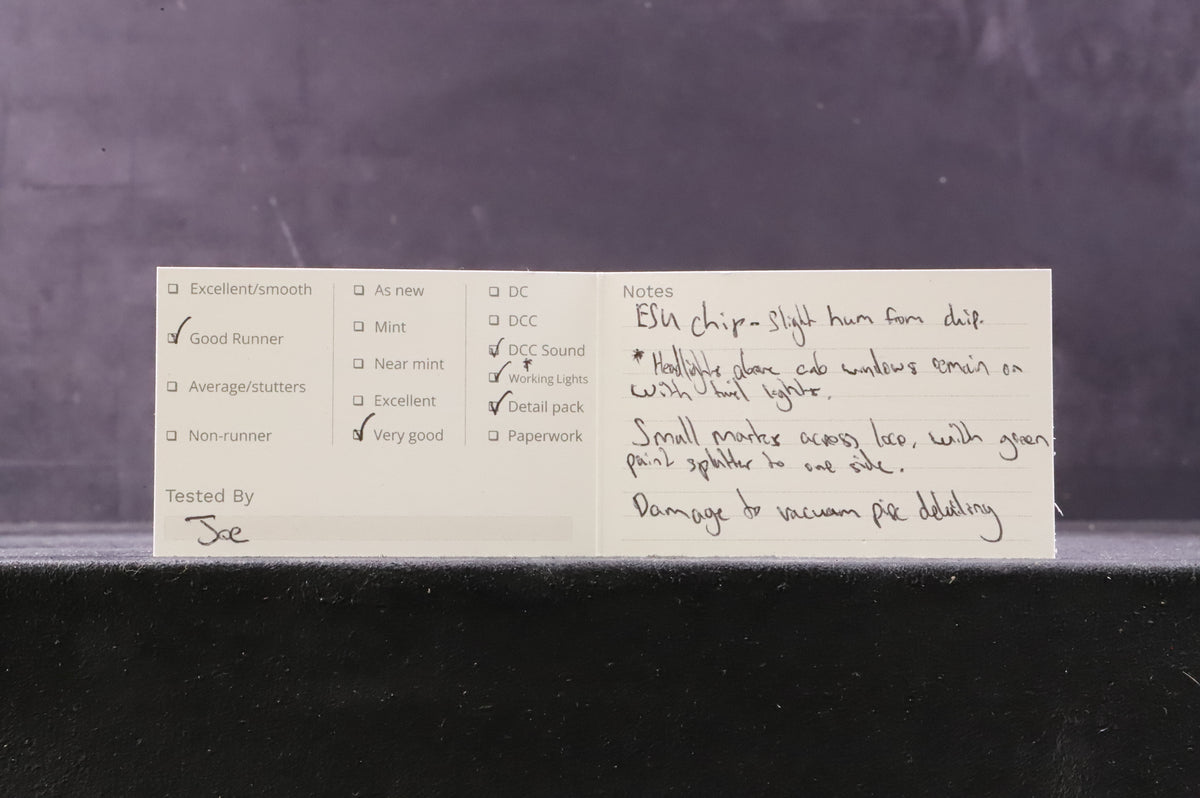 Excellent/smooth
✓ Good Runner
Average/stutters
Non-runner
As new
Mint
Near mint
Excellent
✓ Very good
DC
DCC
✓ DCC Sound
✓ Working Lights *
✓ Detail pack
Paperwork
Tested By
Joe
Notes
ESU chip - slight hum from chip.
* Headlights above cab windows remain on
with tail lights.
Small marks across loco, with green
paint splatter to one side.
Damage to vacuum pipe detailing